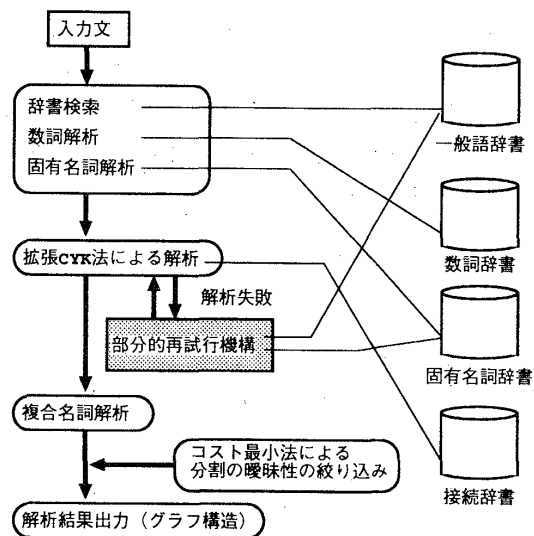 入力文
辞書検索
数詞解析
固有名詞解析
一般語辞書
数詞辞書
拡張CYK法による解析
解析失敗
部分的再試行機構
固有名詞辞書
複合名詞解析
コスト最小法による
分割の曖昧性の絞り込み
接続辞書
解析結果出力（グラフ構造）